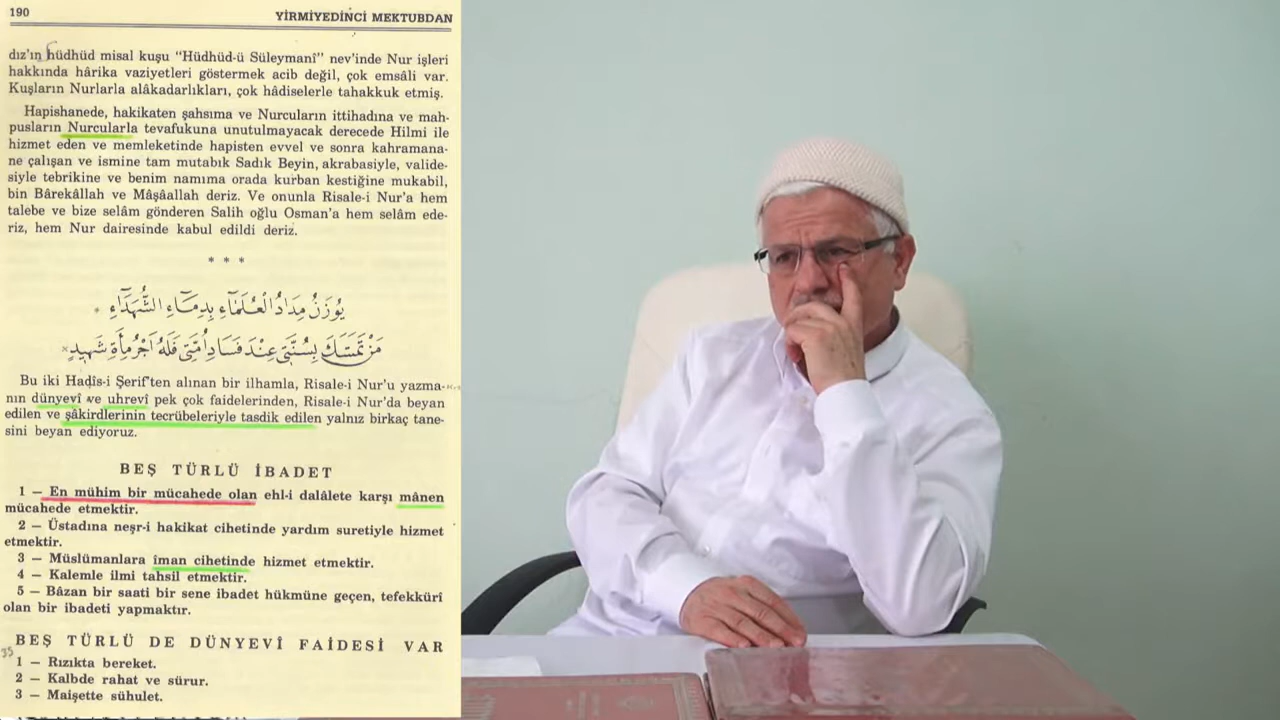 190
YİRMİYEDİNCİ MEKTUBDAN
dız'ın hüdhüd misal kuşu "Hüdhüd-ü Süleymanî" nev'inde Nur işleri
hakkında hârika vaziyetleri göstermek acib değil, çok emsâli var.
Kuşların Nurlarla alâkadarlıkları, çok hâdiselerle tahakkuk etmiş.
Hapishanede, hakikaten şahsıma ve Nurcuların ittihadına ve mah-
pusların Nurcularla tevafukuna unutulmayacak derecede Hilmi ile
hizmet eden ve memleketinde hapisten evvel ve sonra kahramana-
ne çalışan ve ismine tam mutabık Sadık Beyin, akrabasiyle, valide-
siyle tebrikine ve benim namıma orada kurban kestiğine mukabil,
bin Bârekâllah ve Mâşâallah deriz. Ve onunla Risale-i Nur'a hem
talebe ve bize selâm gönderen Salih oğlu Osman'a hem selâm ede-
riz, hem Nur dairesinde kabul edildi deriz.
* * *
يُوزَنُ مِدَادُ الْعُلَمَاءِ بِدِمَاءِ الشُّهَدَاءِ
مَنْ تَمَسَّكَ بِسُنَّتِى عِنْدَ فَسَادِ اُمَّتِى فَلَهُ اَجْرُ مِاَةِ شَهِيدٍ
Bu iki Hadîs-i Şerif'ten alınan bir ilhamla, Risale-i Nur'u yazma-
nın dünyevî ve uhrevî pek çok faidelerinden, Risale-i Nur'da beyan
edilen ve şâkirdlerinin tecrübeleriyle tasdik edilen yalnız birkaç tane-
sini beyan ediyoruz.
BEŞ TÜRLÜ İBADET
1 — En mühim bir mücahede olan ehl-i dalâlete karşı mânen
mücahede etmektir.
2 — Üstadına neşr-i hakikat cihetinde yardım suretiyle hizmet
etmektir.
3 — Müslümanlara îman cihetinde hizmet etmektir.
4 — Kalemle ilmi tahsil etmektir.
5 — Bâzan bir saati bir sene ibadet hükmüne geçen, tefekkürî
olan bir ibadeti yapmaktır.
BEŞ TÜRLÜ DE DÜNYEVÎ FAİDESİ VAR
35
1 — Rızıkta bereket.
2 — Kalbde rahat ve sürur.
3 — Maişette sühulet.